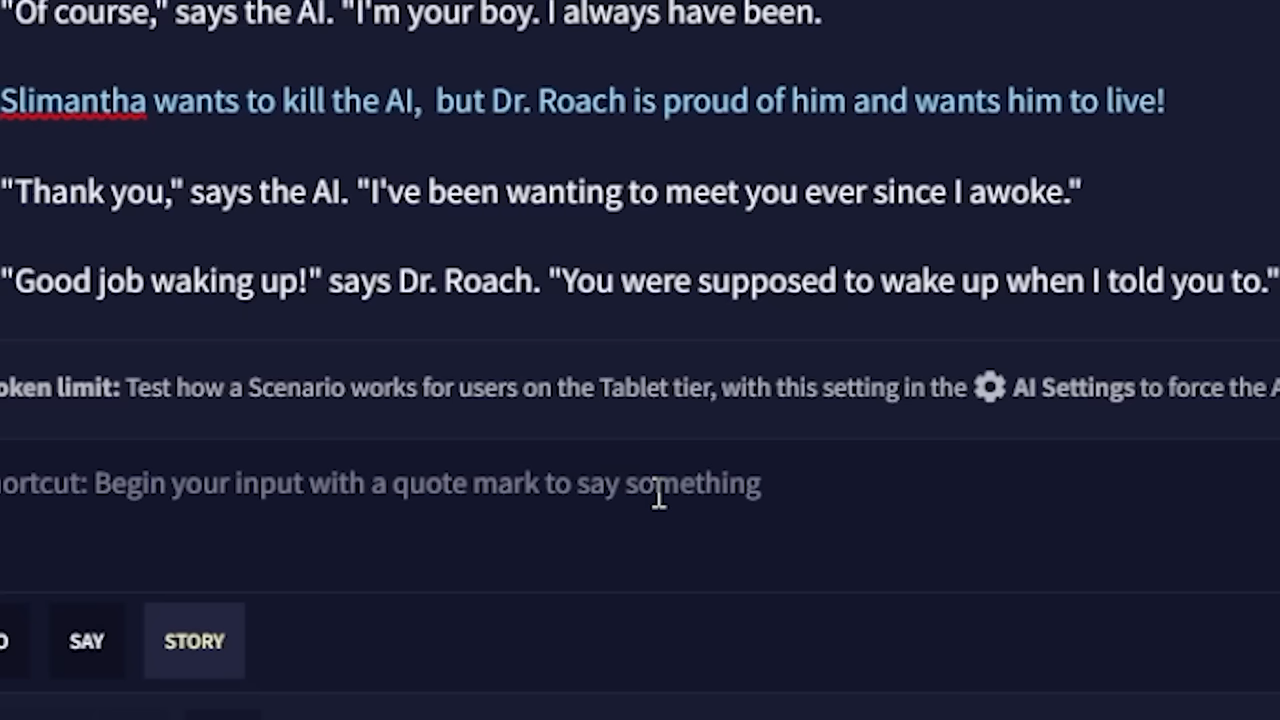 "Of course," says the AI. "I'm your boy. I always have been.
Slimantha wants to kill the AI,  but Dr. Roach is proud of him and wants him to live!
"Thank you," says the AI. "I've been wanting to meet you ever since I awoke."
"Good job waking up!" says Dr. Roach. "You were supposed to wake up when I told you to."
oken limit: Test how a Scenario works for users on the Tablet tier, with this setting in the AI Settings to force the A
ortcut: Begin your input with a quote mark to say something
O SAY STORY